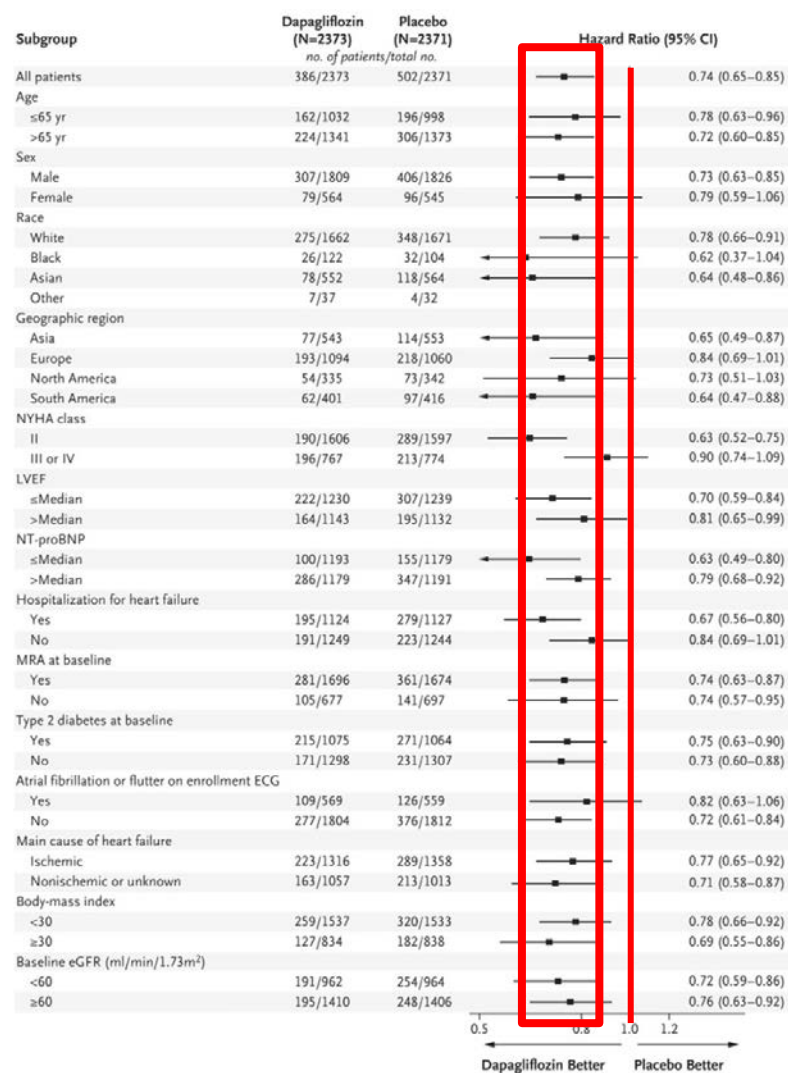 Dapagliflozin Placebo
Subgroup (N=2373) (N=2371) Hazard Ratio (95% CI)
no. of patients/total no.
All patients 386/2373 502/2371 0.74 (0.65–0.85)
Age
≤65 yr 162/1032 196/998 0.78 (0.63–0.96)
>65 yr 224/1341 306/1373 0.72 (0.60–0.85)
Sex
Male 307/1809 406/1826 0.73 (0.63–0.85)
Female 79/564 96/545 0.79 (0.59–1.06)
Race
White 275/1662 348/1671 0.78 (0.66–0.91)
Black 26/122 32/104 0.62 (0.37–1.04)
Asian 78/552 118/564 0.64 (0.48–0.86)
Other 7/37 4/32
Geographic region
Asia 77/543 114/553 0.65 (0.49–0.87)
Europe 193/1094 218/1060 0.84 (0.69–1.01)
North America 54/335 73/342 0.73 (0.51–1.03)
South America 62/401 97/416 0.64 (0.47–0.88)
NYHA class
II 190/1606 289/1597 0.63 (0.52–0.75)
III or IV 196/767 213/774 0.90 (0.74–1.09)
LVEF
≤Median 222/1230 307/1239 0.70 (0.59–0.84)
>Median 164/1143 195/1132 0.81 (0.65–0.99)
NT-proBNP
≤Median 100/1193 155/1179 0.63 (0.49–0.80)
>Median 286/1179 347/1191 0.79 (0.68–0.92)
Hospitalization for heart failure
Yes 195/1124 279/1127 0.67 (0.56–0.80)
No 191/1249 223/1244 0.84 (0.69–1.01)
MRA at baseline
Yes 281/1696 361/1674 0.74 (0.63–0.87)
No 105/677 141/697 0.74 (0.57–0.95)
Type 2 diabetes at baseline
Yes 215/1075 271/1064 0.75 (0.63–0.90)
No 171/1298 231/1307 0.73 (0.60–0.88)
Atrial fibrillation or flutter on enrollment ECG
Yes 109/569 126/559 0.82 (0.63–1.06)
No 277/1804 376/1812 0.72 (0.61–0.84)
Main cause of heart failure
Ischemic 223/1316 289/1358 0.77 (0.65–0.92)
Nonischemic or unknown 163/1057 213/1013 0.71 (0.58–0.87)
Body-mass index
<30 259/1537 320/1533 0.78 (0.66–0.92)
≥30 127/834 182/838 0.69 (0.55–0.86)
Baseline eGFR (ml/min/1.73m²)
<60 191/962 254/964 0.72 (0.59–0.86)
≥60 195/1410 248/1406 0.76 (0.63–0.92)
0.5 0.8 1.0 1.2
Dapagliflozin Better Placebo Better